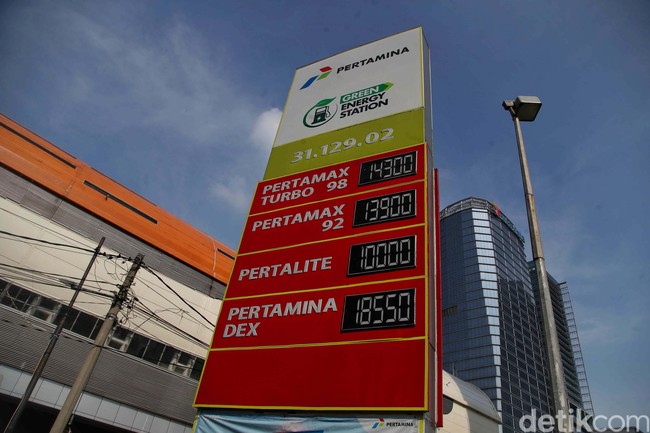 PERTAMINA
GREEN
ENERGY
STATION
31.129.02
PERTAMAX
TURBO 98 14300
PERTAMAX
92 13900
PERTALITE 10000
PERTAMINA
DEX 18550
PERTAMINA
detikcom